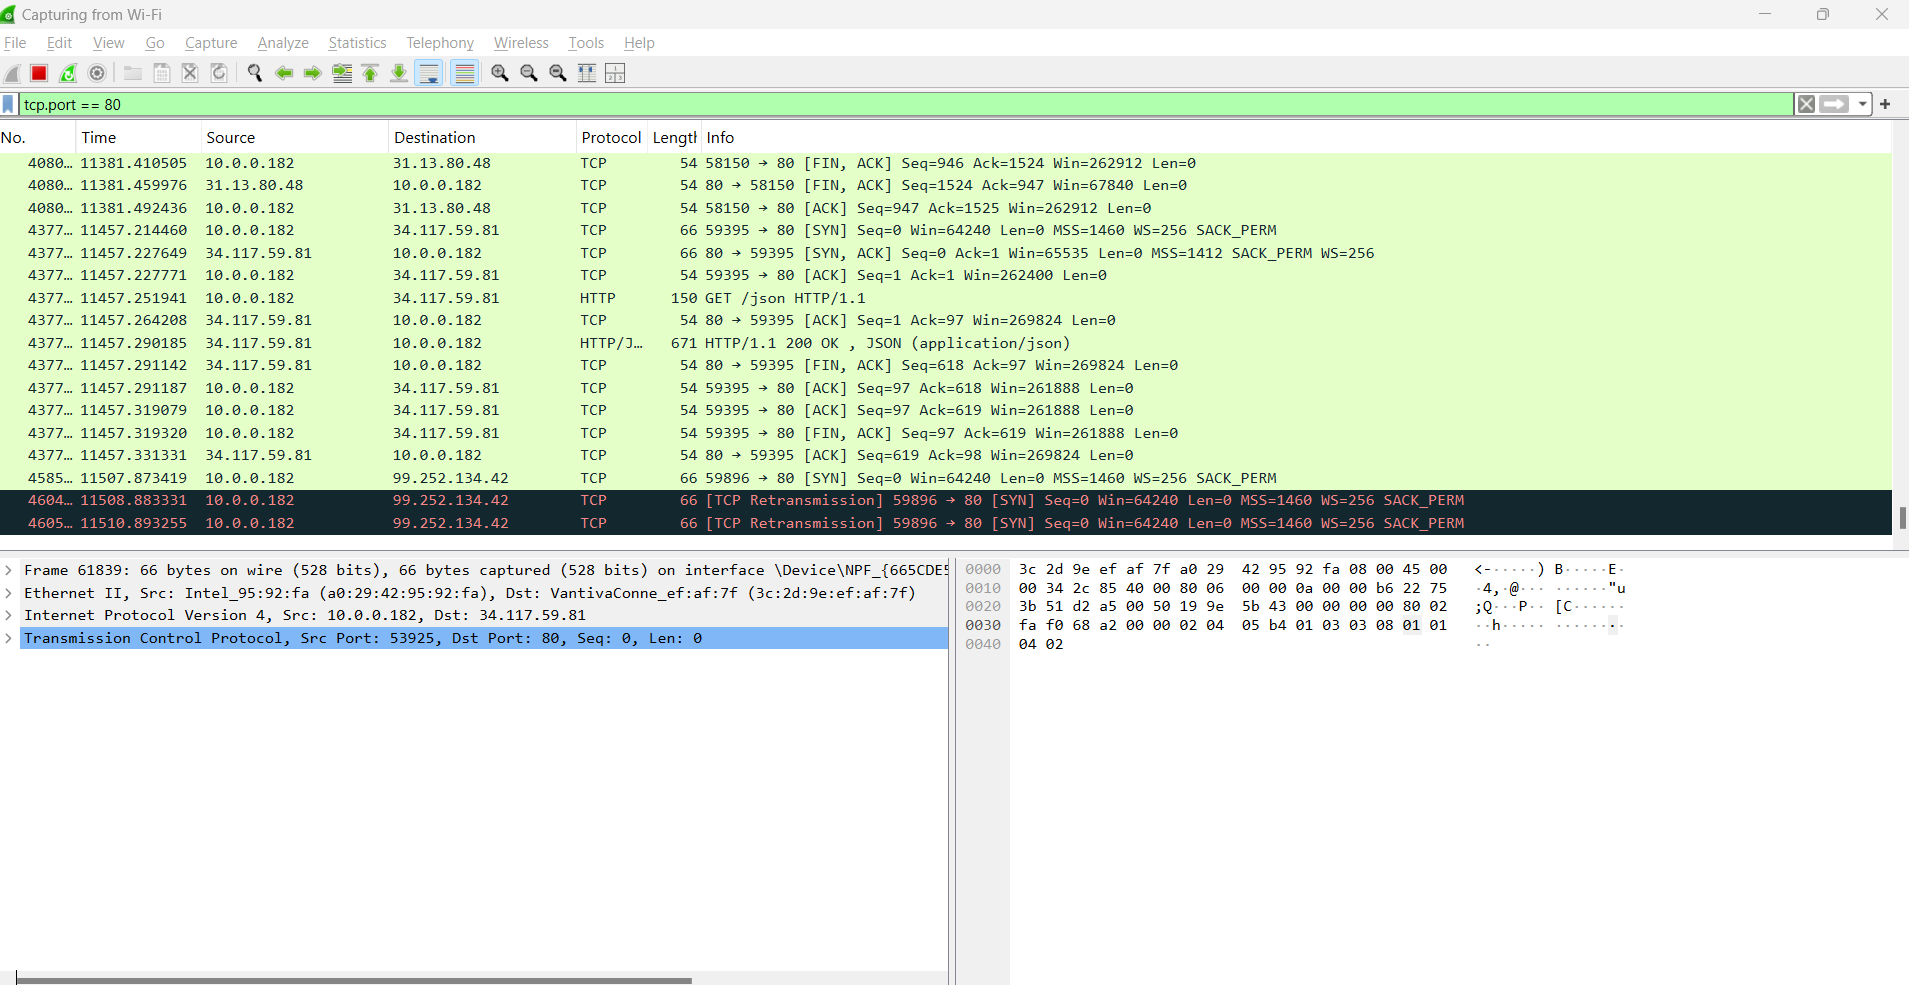 Capturing from Wi-Fi
File Edit View Go Capture Analyze Statistics Telephony Wireless Tools Help
tcp.port == 80
No. Time Source Destination Protocol Length Info
4080… 11381.410505 10.0.0.182 31.13.80.48 TCP 54 58150 → 80 [FIN, ACK] Seq=946 Ack=1524 Win=262912 Len=0
4080… 11381.459976 31.13.80.48 10.0.0.182 TCP 54 80 → 58150 [FIN, ACK] Seq=1524 Ack=947 Win=67840 Len=0
4080… 11381.492436 10.0.0.182 31.13.80.48 TCP 54 58150 → 80 [ACK] Seq=947 Ack=1525 Win=262912 Len=0
4377… 11457.214460 10.0.0.182 34.117.59.81 TCP 66 59395 → 80 [SYN] Seq=0 Win=64240 Len=0 MSS=1460 WS=256 SACK_PERM
4377… 11457.227649 34.117.59.81 10.0.0.182 TCP 66 80 → 59395 [SYN, ACK] Seq=0 Ack=1 Win=65535 Len=0 MSS=1412 SACK_PERM WS=256
4377… 11457.227771 10.0.0.182 34.117.59.81 TCP 54 59395 → 80 [ACK] Seq=1 Ack=1 Win=262400 Len=0
4377… 11457.251941 10.0.0.182 34.117.59.81 HTTP 150 GET /json HTTP/1.1
4377… 11457.264208 34.117.59.81 10.0.0.182 TCP 54 80 → 59395 [ACK] Seq=1 Ack=97 Win=269824 Len=0
4377… 11457.290185 34.117.59.81 10.0.0.182 HTTP/J… 671 HTTP/1.1 200 OK , JSON (application/json)
4377… 11457.291142 34.117.59.81 10.0.0.182 TCP 54 80 → 59395 [FIN, ACK] Seq=618 Ack=97 Win=269824 Len=0
4377… 11457.291187 10.0.0.182 34.117.59.81 TCP 54 59395 → 80 [ACK] Seq=97 Ack=618 Win=261888 Len=0
4377… 11457.319079 10.0.0.182 34.117.59.81 TCP 54 59395 → 80 [ACK] Seq=97 Ack=619 Win=261888 Len=0
4377… 11457.319320 10.0.0.182 34.117.59.81 TCP 54 59395 → 80 [FIN, ACK] Seq=97 Ack=619 Win=261888 Len=0
4377… 11457.331331 34.117.59.81 10.0.0.182 TCP 54 80 → 59395 [ACK] Seq=619 Ack=98 Win=269824 Len=0
4585… 11507.873419 10.0.0.182 99.252.134.42 TCP 66 59896 → 80 [SYN] Seq=0 Win=64240 Len=0 MSS=1460 WS=256 SACK_PERM
4604… 11508.883331 10.0.0.182 99.252.134.42 TCP 66 [TCP Retransmission] 59896 → 80 [SYN] Seq=0 Win=64240 Len=0 MSS=1460 WS=256 SACK_PERM
4605… 11510.893255 10.0.0.182 99.252.134.42 TCP 66 [TCP Retransmission] 59896 → 80 [SYN] Seq=0 Win=64240 Len=0 MSS=1460 WS=256 SACK_PERM
Frame 61839: 66 bytes on wire (528 bits), 66 bytes captured (528 bits) on interface \Device\NPF_{665CDE5
Ethernet II, Src: Intel_95:92:fa (a0:29:42:95:92:fa), Dst: VantivaConne_ef:af:7f (3c:2d:9e:ef:af:7f)
Internet Protocol Version 4, Src: 10.0.0.182, Dst: 34.117.59.81
Transmission Control Protocol, Src Port: 53925, Dst Port: 80, Seq: 0, Len: 0
0000 3c 2d 9e ef af 7f a0 29 42 95 92 fa 08 00 45 00 <-·····) B·····E·
0010 00 34 2c 85 40 00 80 06 00 00 0a 00 00 b6 22 75 ·4,·@··· ······"u
0020 3b 51 d2 a5 00 50 19 9e 5b 43 00 00 00 00 80 02 ;Q···P·· [C······
0030 fa f0 68 a2 00 00 02 04 05 b4 01 03 03 08 01 01 ··h····· ········
0040 04 02 ··